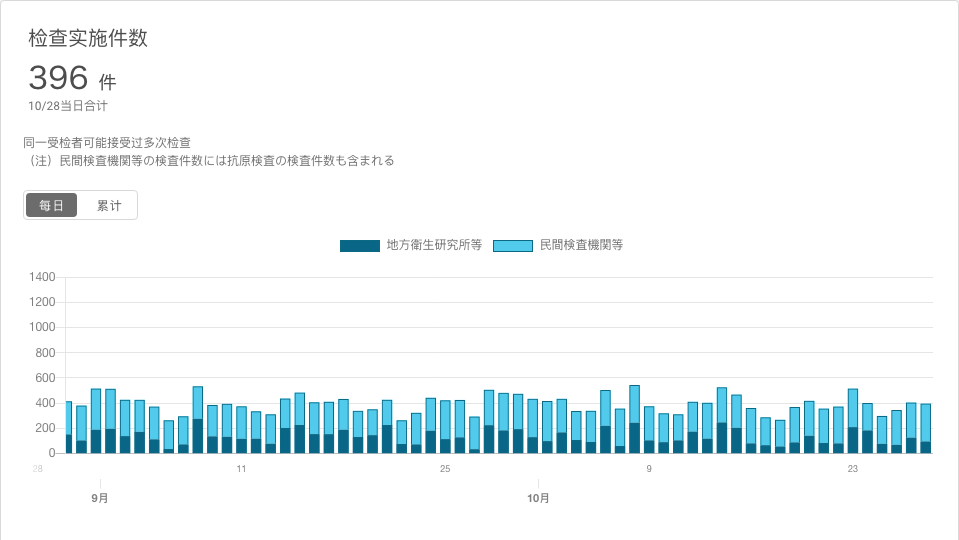 检查实施件数
396 件
10/28当日合计
同一受检者可能接受过多次检查
（注）民間検査機関等の検査件数には抗原検査の検査件数も含まれる
每日 累计
地方衛生研究所等 民間検査機関等
1400
1200
1000
800
600
400
200
0
28 11 25 9 23
9月 10月